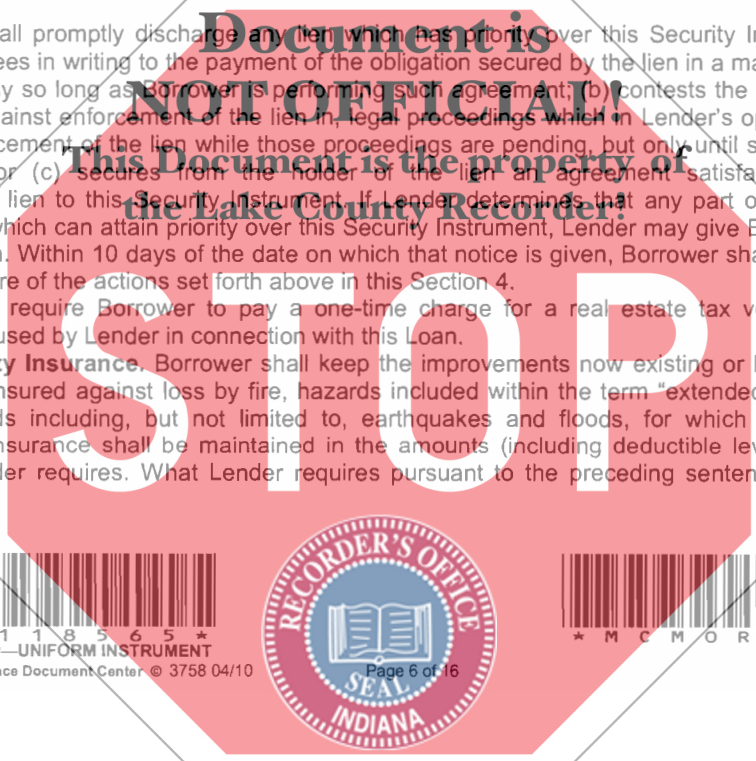 Document is
NOT OFFICIAL!
This Document is the property of
the Lake County Recorder!
all promptly discharge any lien which has priority over this Security In
ees in writing to the payment of the obligation secured by the lien in a ma
y so long as Borrower is performing such agreement; (b) contests the
ainst enforcement of the lien in, legal proceedings which in Lender's op
cement of the lien while those proceedings are pending, but only until s
or (c) secures from the holder of the lien an agreement satisfa
lien to this Security Instrument. If Lender determines that any part o
hich can attain priority over this Security Instrument, Lender may give B
. Within 10 days of the date on which that notice is given, Borrower sha
re of the actions set forth above in this Section 4.
require Borrower to pay a one-time charge for a real estate tax v
used by Lender in connection with this Loan.
ty Insurance. Borrower shall keep the improvements now existing or
nsured against loss by fire, hazards included within the term "extended
ds including, but not limited to, earthquakes and floods, for which
nsurance shall be maintained in the amounts (including deductible lev
der requires. What Lender requires pursuant to the preceding senten
STOP
RECORDER'S OFFICE
SEAL
INDIANA
1 1 8 5 6 5 *
* M C M O R
—UNIFORM INSTRUMENT
nce Document Center © 3758 04/10
Page 6 of 16